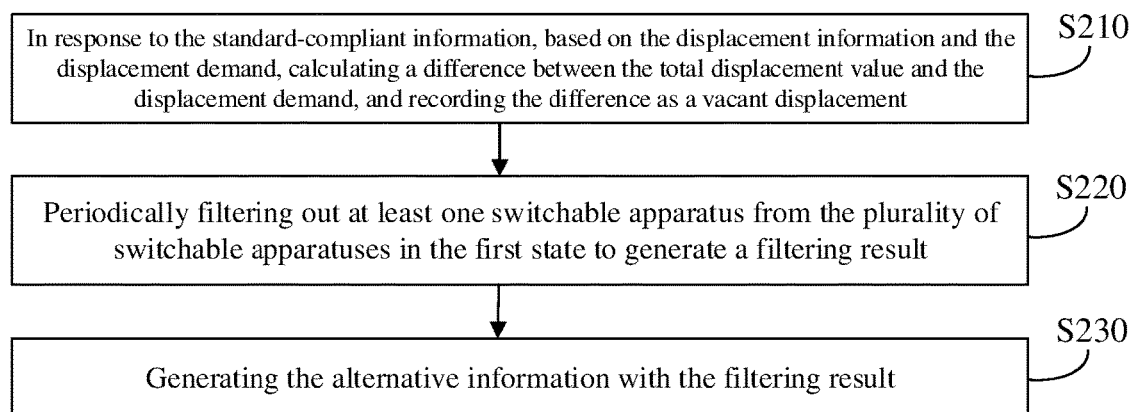 In response to the standard-compliant information, based on the displacement information and the
displacement demand, calculating a difference between the total displacement value and the
displacement demand, and recording the difference as a vacant displacement
S210
Periodically filtering out at least one switchable apparatus from the plurality of
switchable apparatuses in the first state to generate a filtering result
S220
Generating the alternative information with the filtering result
S230